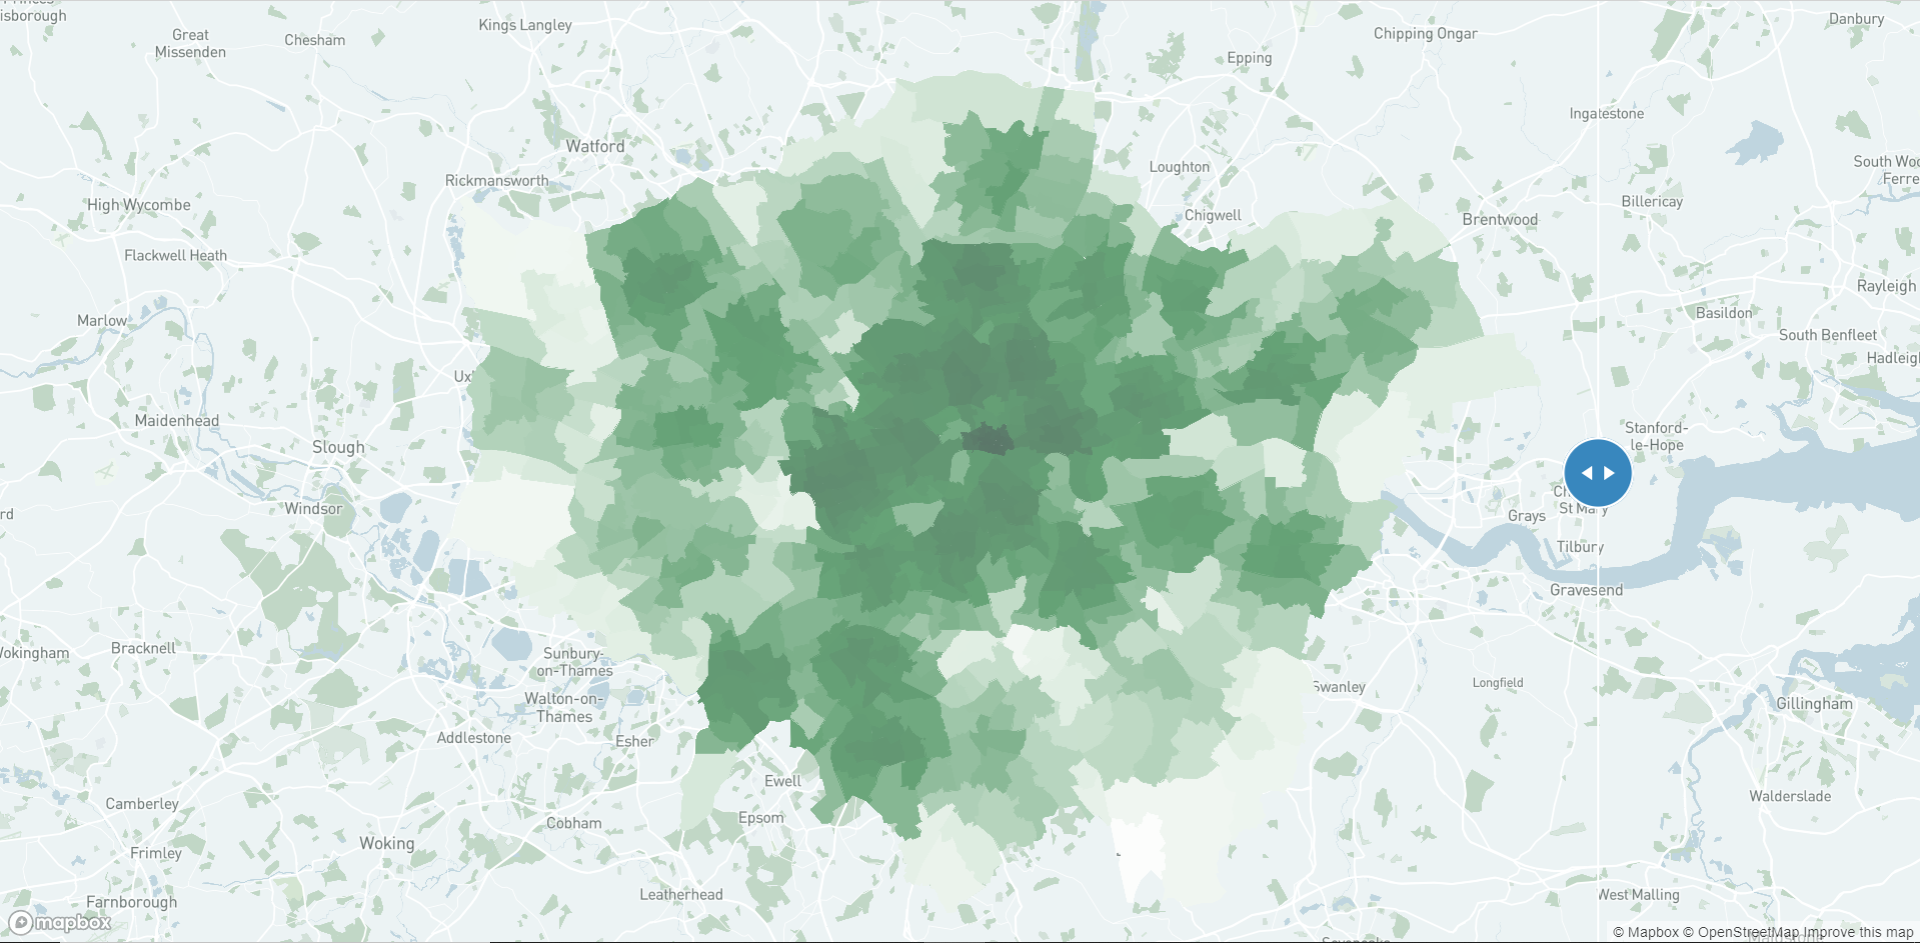 isborough
Kings Langley
Danbury
Great
Missenden
Chesham
Chipping Ongar
Epping
Ingatestone
Watford
Loughton
South Woo
Ferre
Rickmansworth
High Wycombe
Billericay
Chigwell
Brentwood
Flackwell Heath
Rayleigh
Marlow
Basildon
South Benfleet
Hadleigh
Ux
Maidenhead
Slough
Stanford-
le-Hope
Windsor
rd
Ch
St Mary
Grays
Tilbury
Gravesend
Wokingham
Bracknell
Sunbury-
on-Thames
Swanley
Longfield
Walton-on-
Thames
Gillingham
Addlestone
Esher
Ewell
Camberley
Walderslade
Epsom
Cobham
Woking
Frimley
Leatherhead
West Malling
Farnborough
mapbox
© Mapbox © OpenStreetMap Improve this map